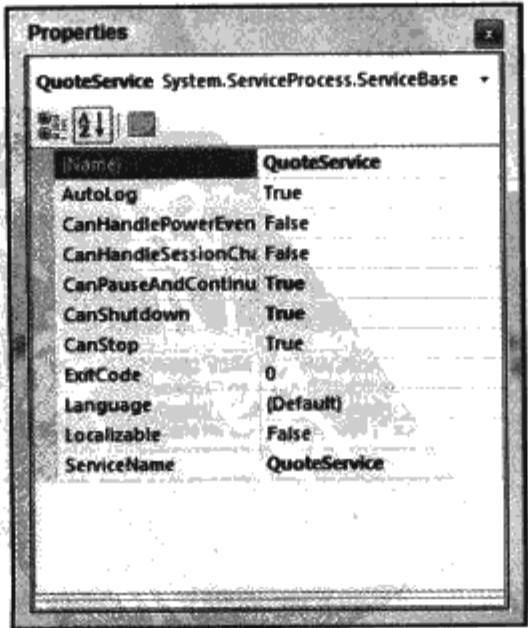 Properties
QuoteService System.ServiceProcess.ServiceBase
(Name) QuoteService
AutoLog True
CanHandlePowerEven False
CanHandleSessionCha False
CanPauseAndContinu True
CanShutdown True
CanStop True
ExitCode 0
Language (Default)
Localizable False
ServiceName QuoteService